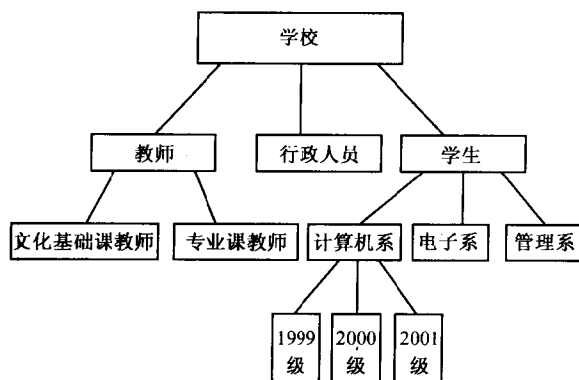 学校
教师
行政人员
学生
文化基础课教师
专业课教师
计算机系
电子系
管理系
1999
级
2000
级
2001
级